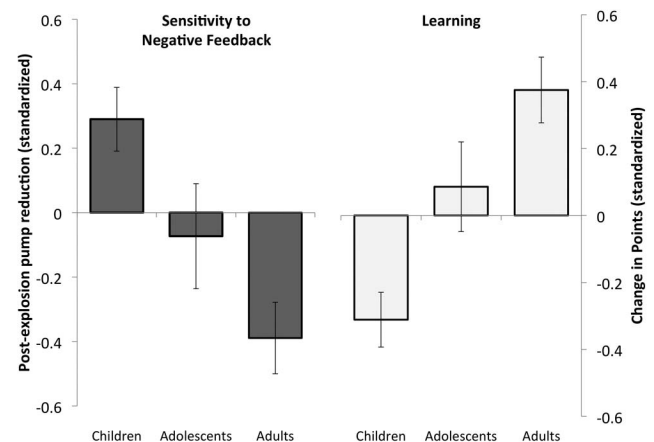 Sensitivity to
Negative Feedback
Learning
Post-explosion pump reduction (standardized)
0.6
0.4
0.2
0
-0.2
-0.4
-0.6
Children Adolescents Adults
Children Adolescents Adults
0.6
0.4
0.2
0
-0.2
-0.4
-0.6
Change in Points (standardized)